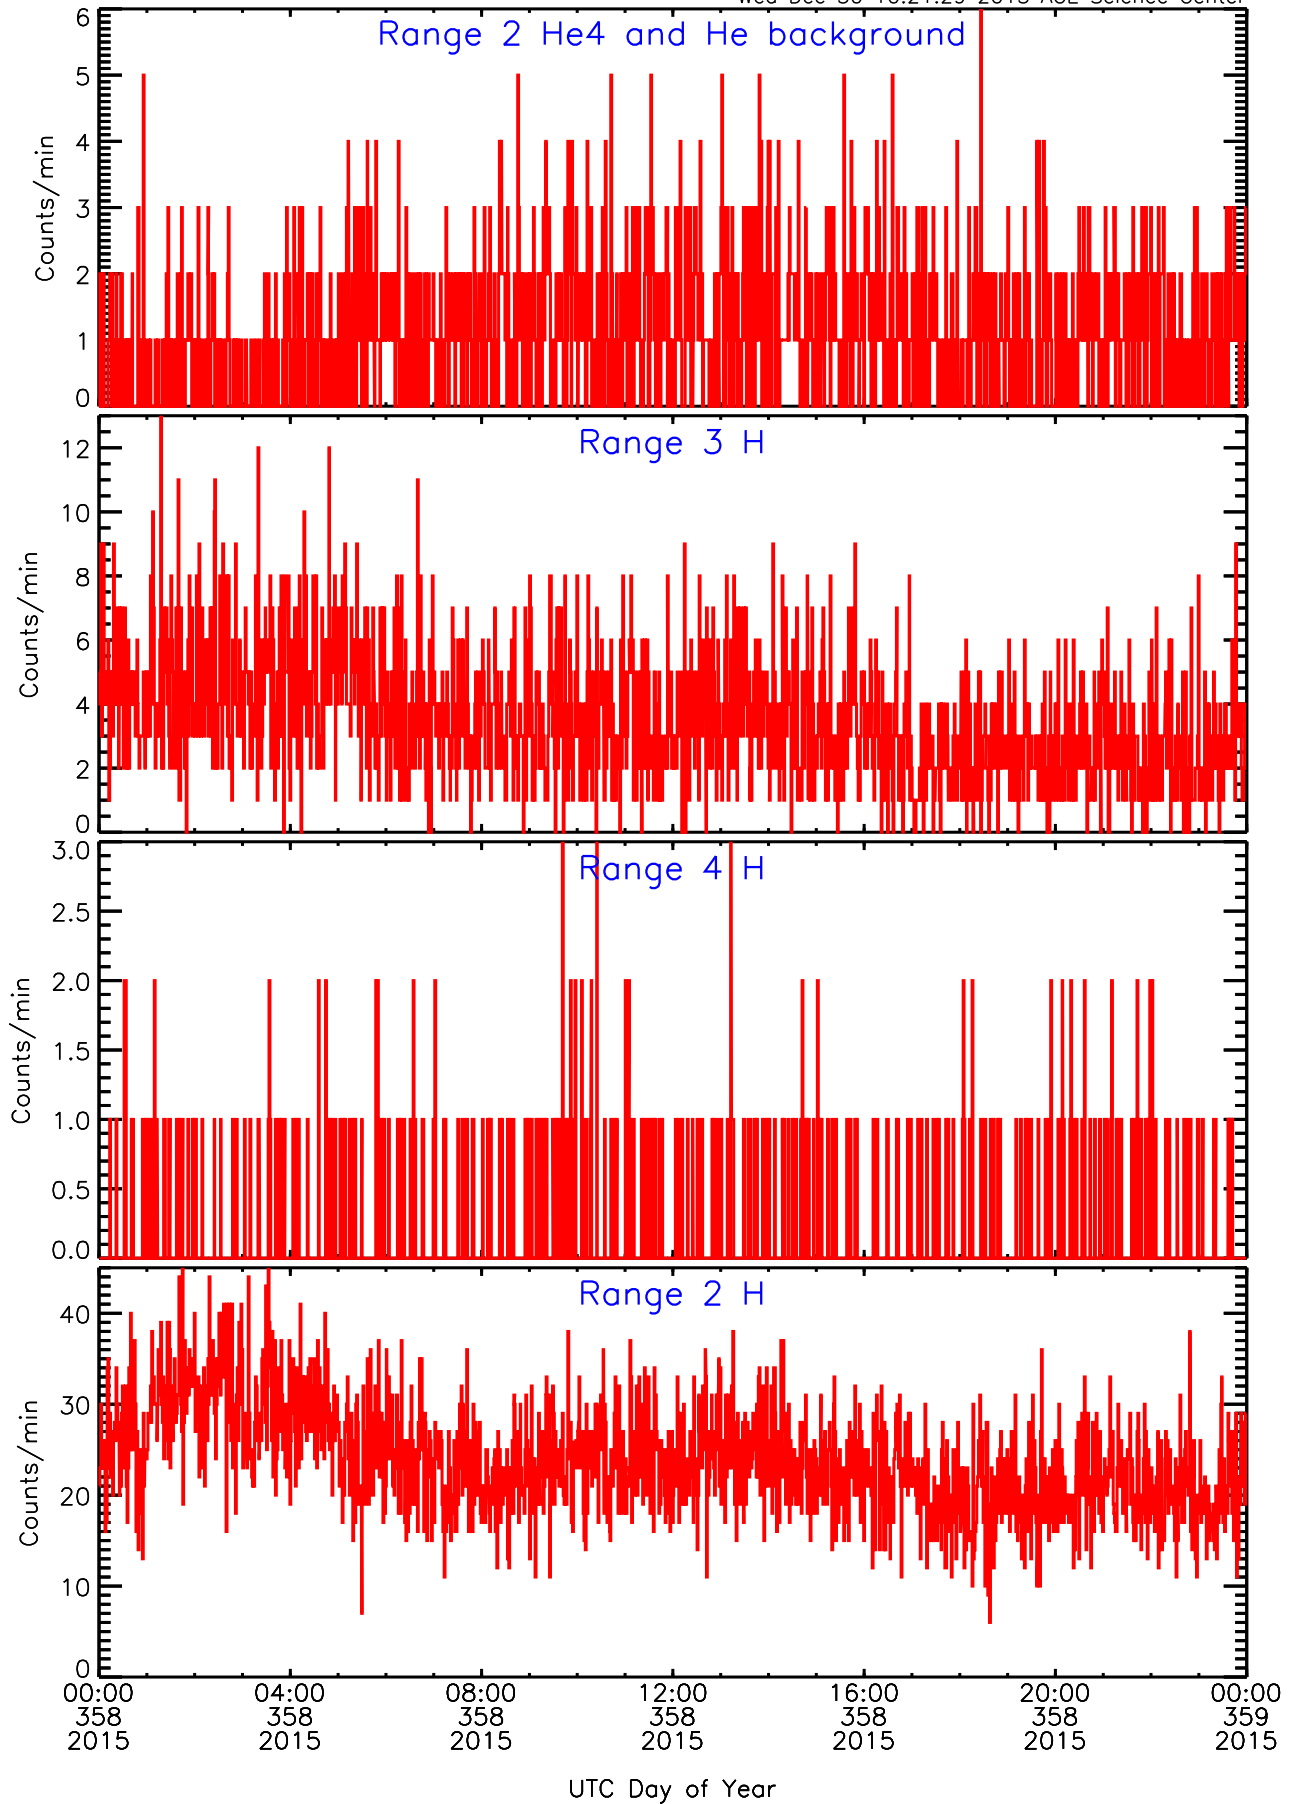 Range 2 He4 and He background
6
5
4
3
2
1
0
Counts/min
Range 3 H
12
10
8
6
4
2
0
Counts/min
Range 4 H
3.0
2.5
2.0
1.5
1.0
0.5
0.0
Counts/min
Range 2 H
40
30
20
10
0
Counts/min
00:00 04:00 08:00 12:00 16:00 20:00 00:00
358 358 358 358 358 358 359
2015 2015 2015 2015 2015 2015 2015
UTC Day of Year